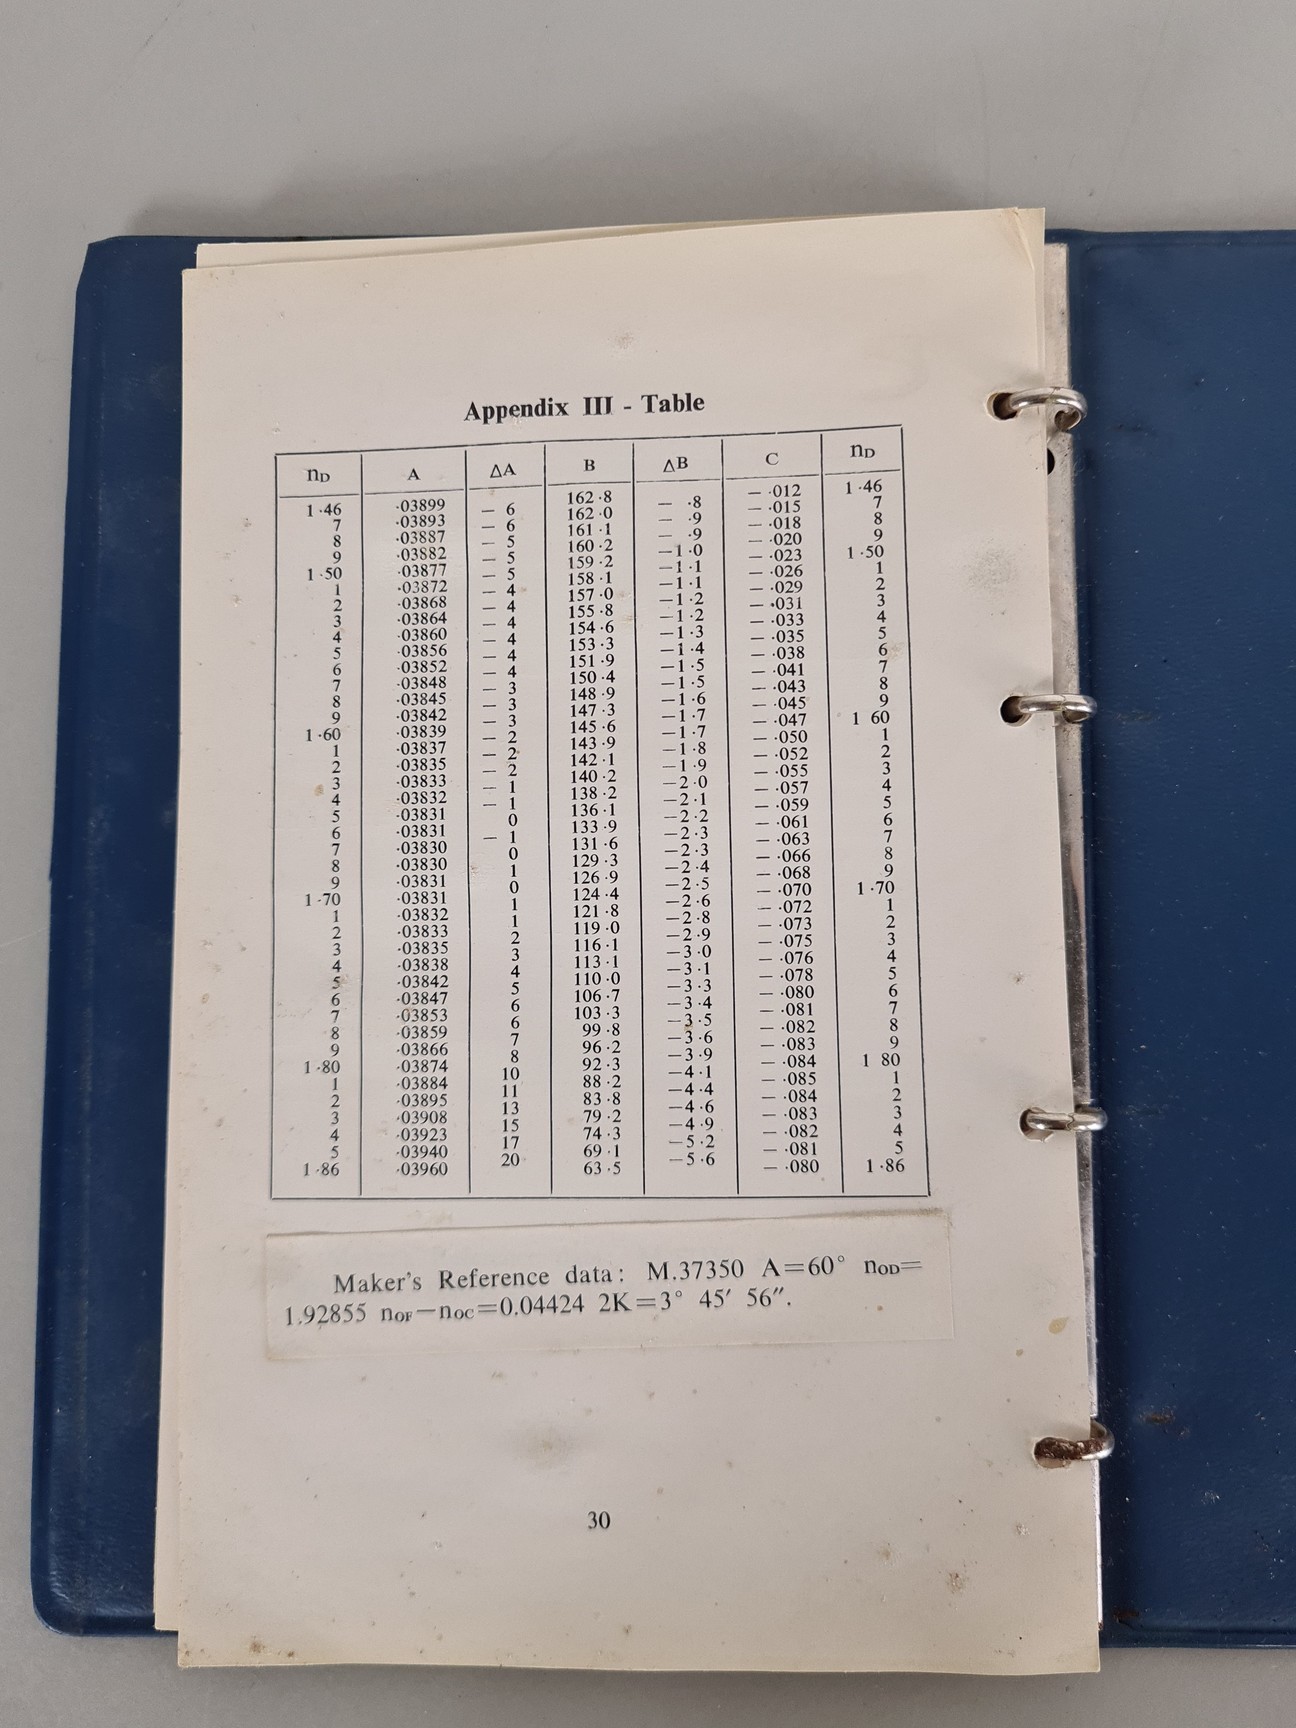 Appendix III - Table
nD A ΔA B ΔB C nD
1·46 ·03899 − 6 162·8 − ·8 − ·012 1·46
7 ·03893 − 6 162·0 − ·9 − ·015 7
8 ·03887 − 5 161·1 − ·9 − ·018 8
9 ·03882 − 5 160·2 −1·0 − ·020 9
1·50 ·03877 − 5 159·2 −1·1 − ·023 1·50
1 ·03872 − 4 158·1 −1·1 − ·026 1
2 ·03868 − 4 157·0 −1·2 − ·029 2
3 ·03864 − 4 155·8 −1·2 − ·031 3
4 ·03860 − 4 154·6 −1·3 − ·033 4
5 ·03856 − 4 153·3 −1·4 − ·035 5
6 ·03852 − 4 151·9 −1·5 − ·038 6
7 ·03848 − 3 150·4 −1·5 − ·041 7
8 ·03845 − 3 148·9 −1·6 − ·043 8
9 ·03842 − 3 147·3 −1·7 − ·045 9
1·60 ·03839 − 2 145·6 −1·7 − ·047 1 60
1 ·03837 − 2 143·9 −1·8 − ·050 1
2 ·03835 − 2 142·1 −1·9 − ·052 2
3 ·03833 − 1 140·2 −2·0 − ·055 3
4 ·03832 − 1 138·2 −2·1 − ·057 4
5 ·03831 0 136·1 −2·2 − ·059 5
6 ·03831 − 1 133·9 −2·3 − ·061 6
7 ·03830 0 131·6 −2·3 − ·063 7
8 ·03830 1 129·3 −2·4 − ·066 8
9 ·03831 0 126·9 −2·5 − ·068 9
1·70 ·03831 1 124·4 −2·6 − ·070 1·70
1 ·03832 1 121·8 −2·8 − ·072 1
2 ·03833 2 119·0 −2·9 − ·073 2
3 ·03835 3 116·1 −3·0 − ·075 3
4 ·03838 4 113·1 −3·1 − ·076 4
5 ·03842 5 110·0 −3·3 − ·078 5
6 ·03847 6 106·7 −3·4 − ·080 6
7 ·03853 6 103·3 −3·5 − ·081 7
8 ·03859 7 99·8 −3·6 − ·082 8
9 ·03866 8 96·2 −3·9 − ·083 9
1·80 ·03874 10 92·3 −4·1 − ·084 1 80
1 ·03884 11 88·2 −4·4 − ·085 1
2 ·03895 13 83·8 −4·6 − ·084 2
3 ·03908 15 79·2 −4·9 − ·083 3
4 ·03923 17 74·3 −5·2 − ·082 4
5 ·03940 20 69·1 −5·6 − ·081 5
1·86 ·03960 63·5 − ·080 1·86
Maker's Reference data: M.37350 A=60° nOD=
1.92855 nOF−nOC=0.04424 2K=3° 45′ 56″.
30